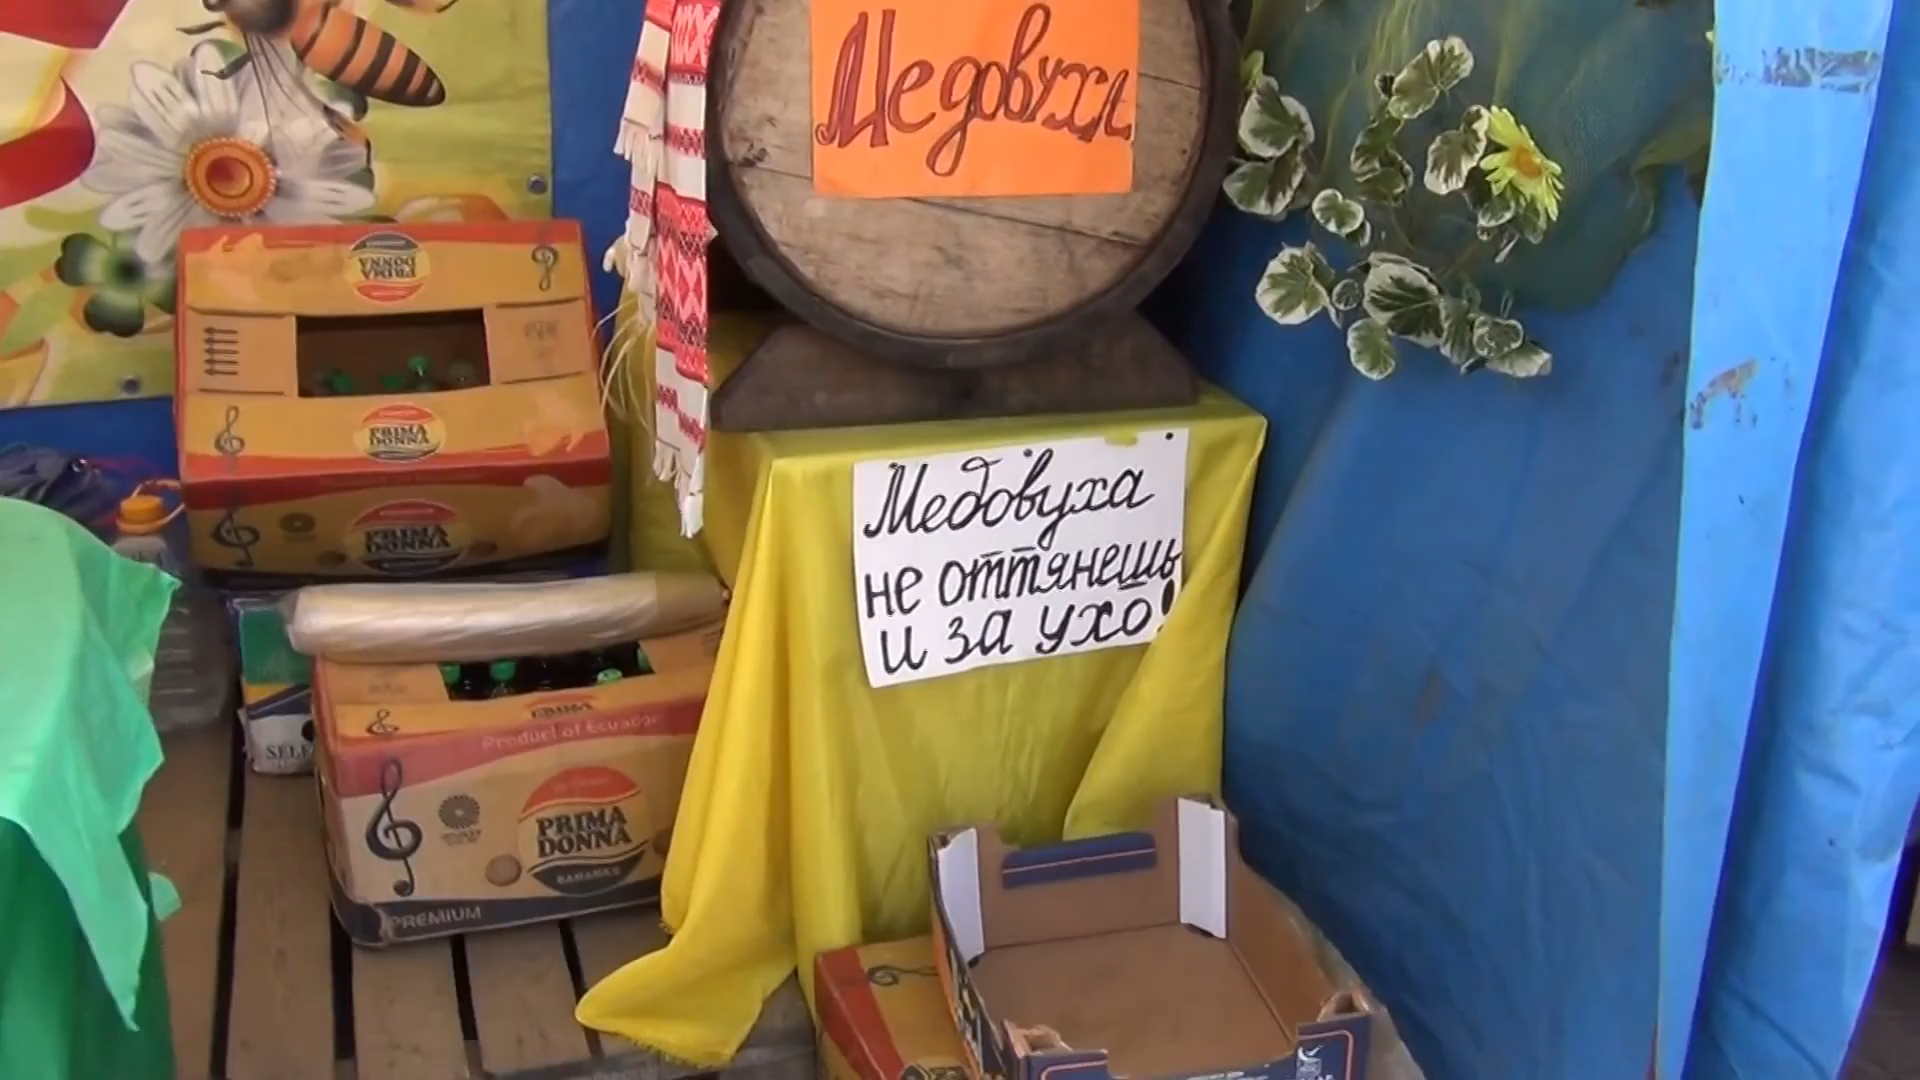 Медовуха
PRIMA
DONNA
PRIMA
DONNA
PRIMA
DONNA
Медовуха
не оттянешь
и за ухо!
SELE
Product of Ecuador
PRIMA
DONNA
BANANAS
PREMIUM